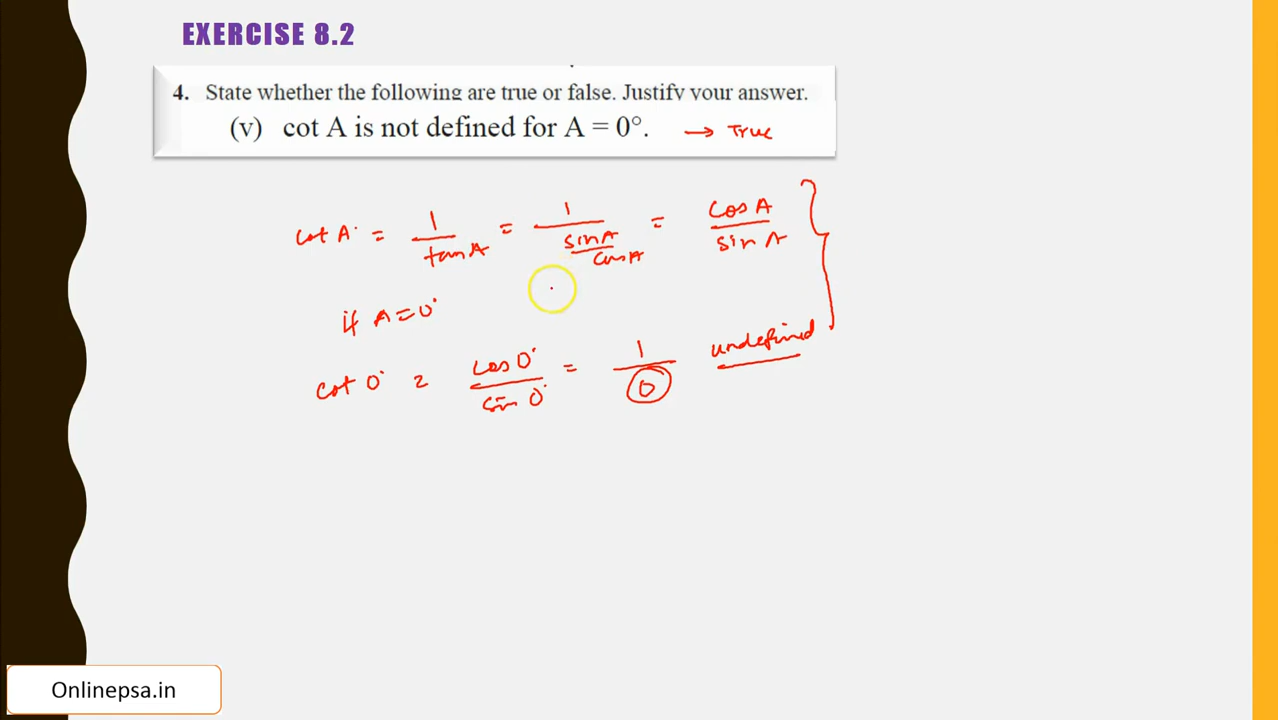 EXERCISE 8.2
4. State whether the following are true or false. Justify your answer.
(v) cot A is not defined for A = 0°. → True
cot A = 1/tan A = 1/(sin A/cos A) = cos A/sin A
if A = 0°
cot 0° = cos 0°/sin 0° = 1/0 undefined
Onlinepsa.in